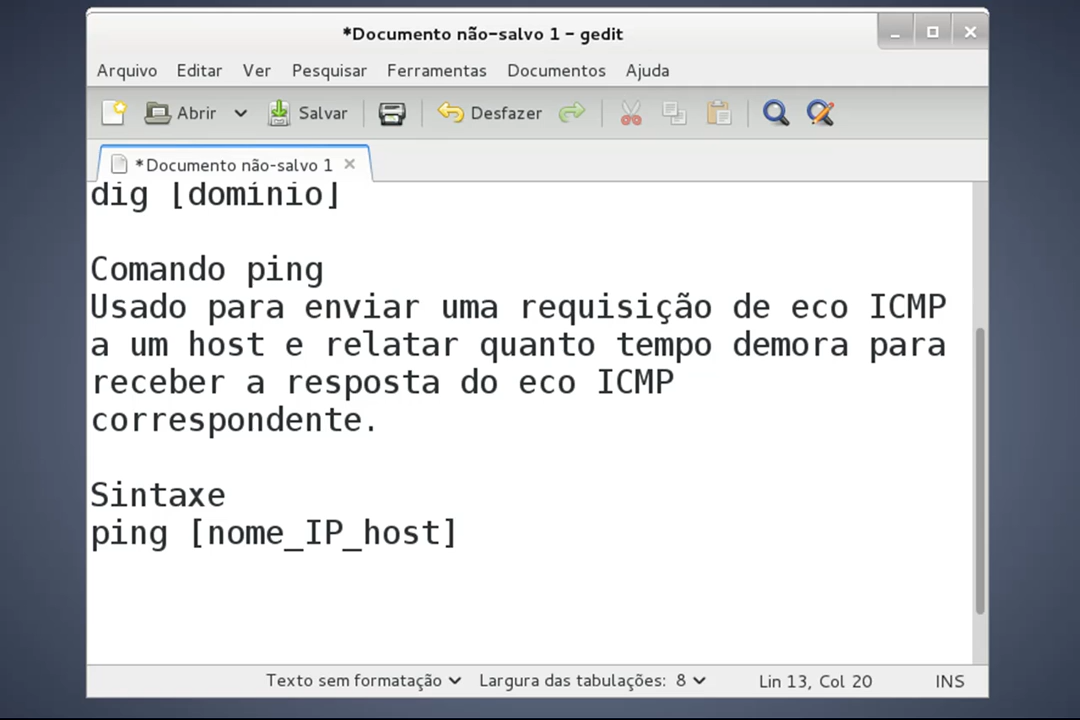 *Documento não-salvo 1 – gedit
Arquivo Editar Ver Pesquisar Ferramentas Documentos Ajuda
Abrir Salvar Desfazer
*Documento não-salvo 1
dig [dominio]
Comando ping
Usado para enviar uma requisição de eco ICMP
a um host e relatar quanto tempo demora para
receber a resposta do eco ICMP
correspondente.
Sintaxe
ping [nome_IP_host]
Texto sem formatação Largura das tabulações: 8 Lin 13, Col 20 INS